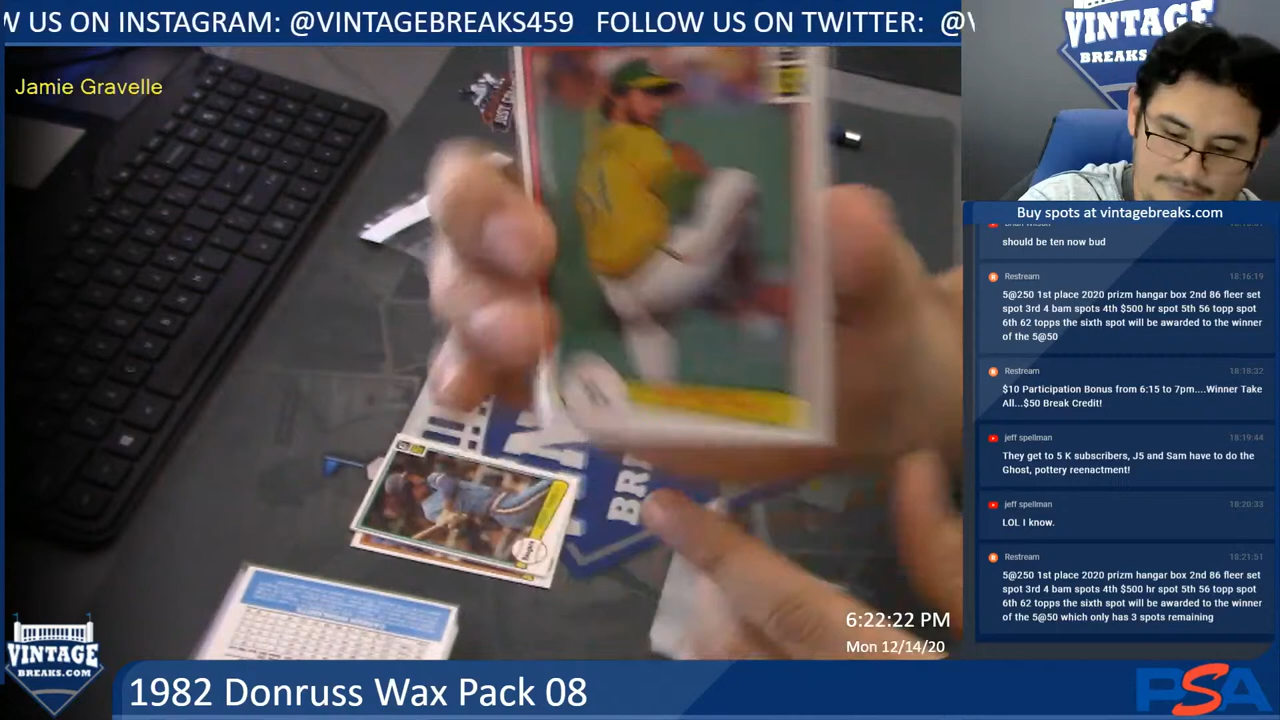 W US ON INSTAGRAM: @VINTAGEBREAKS459 FOLLOW US ON TWITTER: @V
VINTAGE
BREAKS
Jamie Gravelle
JUST
Buy spots at vintagebreaks.com
18:16:01
should be ten now bud
Restream 18:16:19
5@250 1st place 2020 prizm hangar box 2nd 86 fleer set
spot 3rd 4 bam spots 4th $500 hr spot 5th 56 topp spot
6th 62 topps the sixth spot will be awarded to the winner
of the 5@50
Restream 18:18:32
$10 Participation Bonus from 6:15 to 7pm....Winner Take
All...$50 Break Credit!
jeff spellman 18:19:44
They get to 5 K subscribers, J5 and Sam have to do the
Ghost, pottery reenactment!
jeff spellman 18:20:33
LOL I know.
Restream 18:21:51
5@250 1st place 2020 prizm hangar box 2nd 86 fleer set
spot 3rd 4 bam spots 4th $500 hr spot 5th 56 topp spot
6th 62 topps the sixth spot will be awarded to the winner
of the 5@50 which only has 3 spots remaining
BRE
6:22:22 PM
Mon 12/14/20
VINTAGE
BREAKS.COM
1982 Donruss Wax Pack 08
PSA